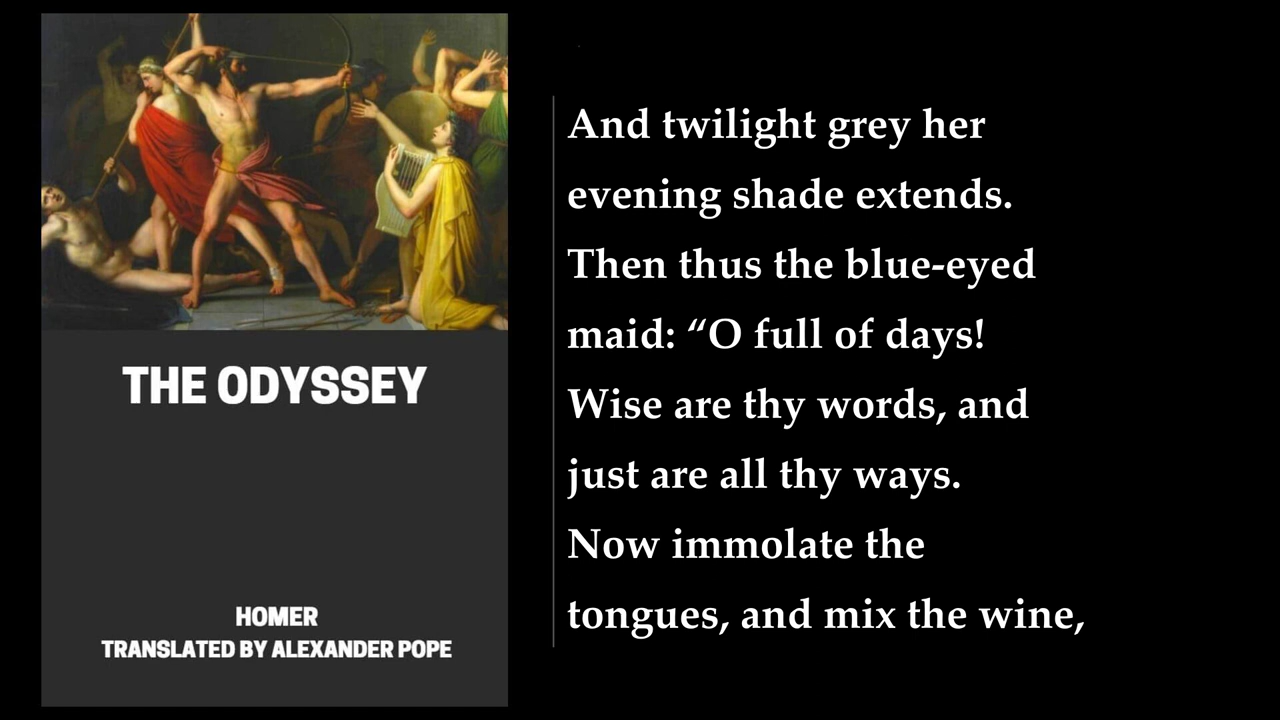 THE ODYSSEY
HOMER
TRANSLATED BY ALEXANDER POPE
And twilight grey her
evening shade extends.
Then thus the blue-eyed
maid: “O full of days!
Wise are thy words, and
just are all thy ways.
Now immolate the
tongues, and mix the wine,